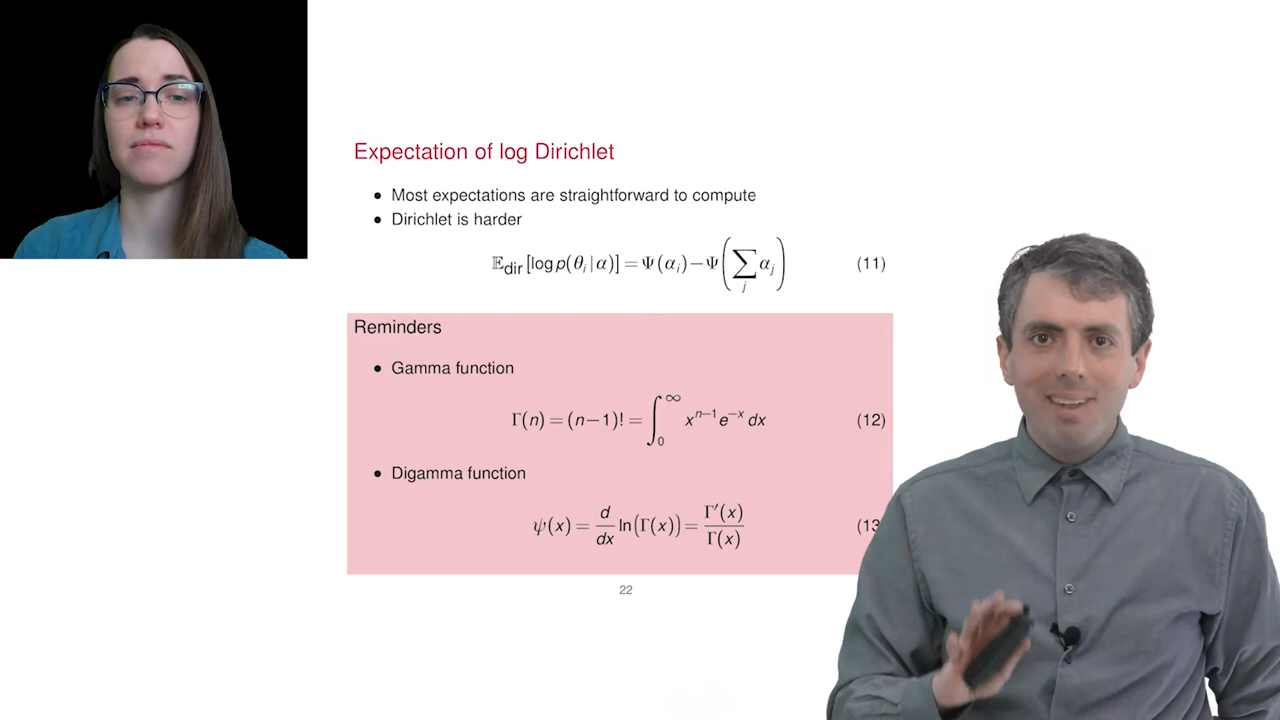 Expectation of log Dirichlet
• Most expectations are straightforward to compute
• Dirichlet is harder
𝔼dir [log p(θi | α)] = Ψ(αi) − Ψ(∑j αj) (11)
Reminders
• Gamma function
Γ(n) = (n−1)! = ∫0^∞ x^(n−1) e^(−x) dx (12)
• Digamma function
ψ(x) = d/dx ln(Γ(x)) = Γ′(x)/Γ(x) (13
22